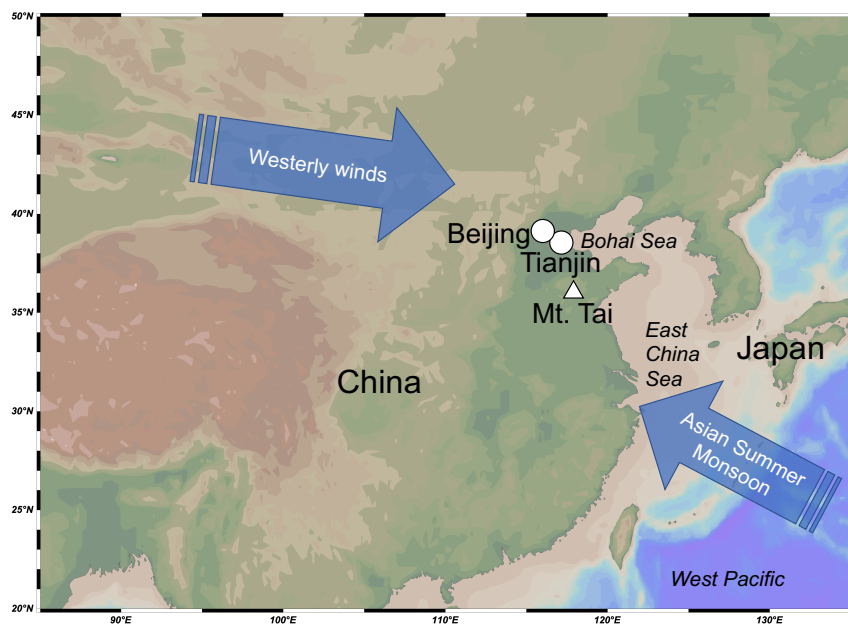 50°N
45°N
Westerly winds
40°N
Beijing
Bohai Sea
Tianjin
35°N
Mt. Tai
East
China
Sea
Japan
China
30°N
Asian Summer
Monsoon
25°N
West Pacific
20°N
90°E
100°E
110°E
120°E
130°E